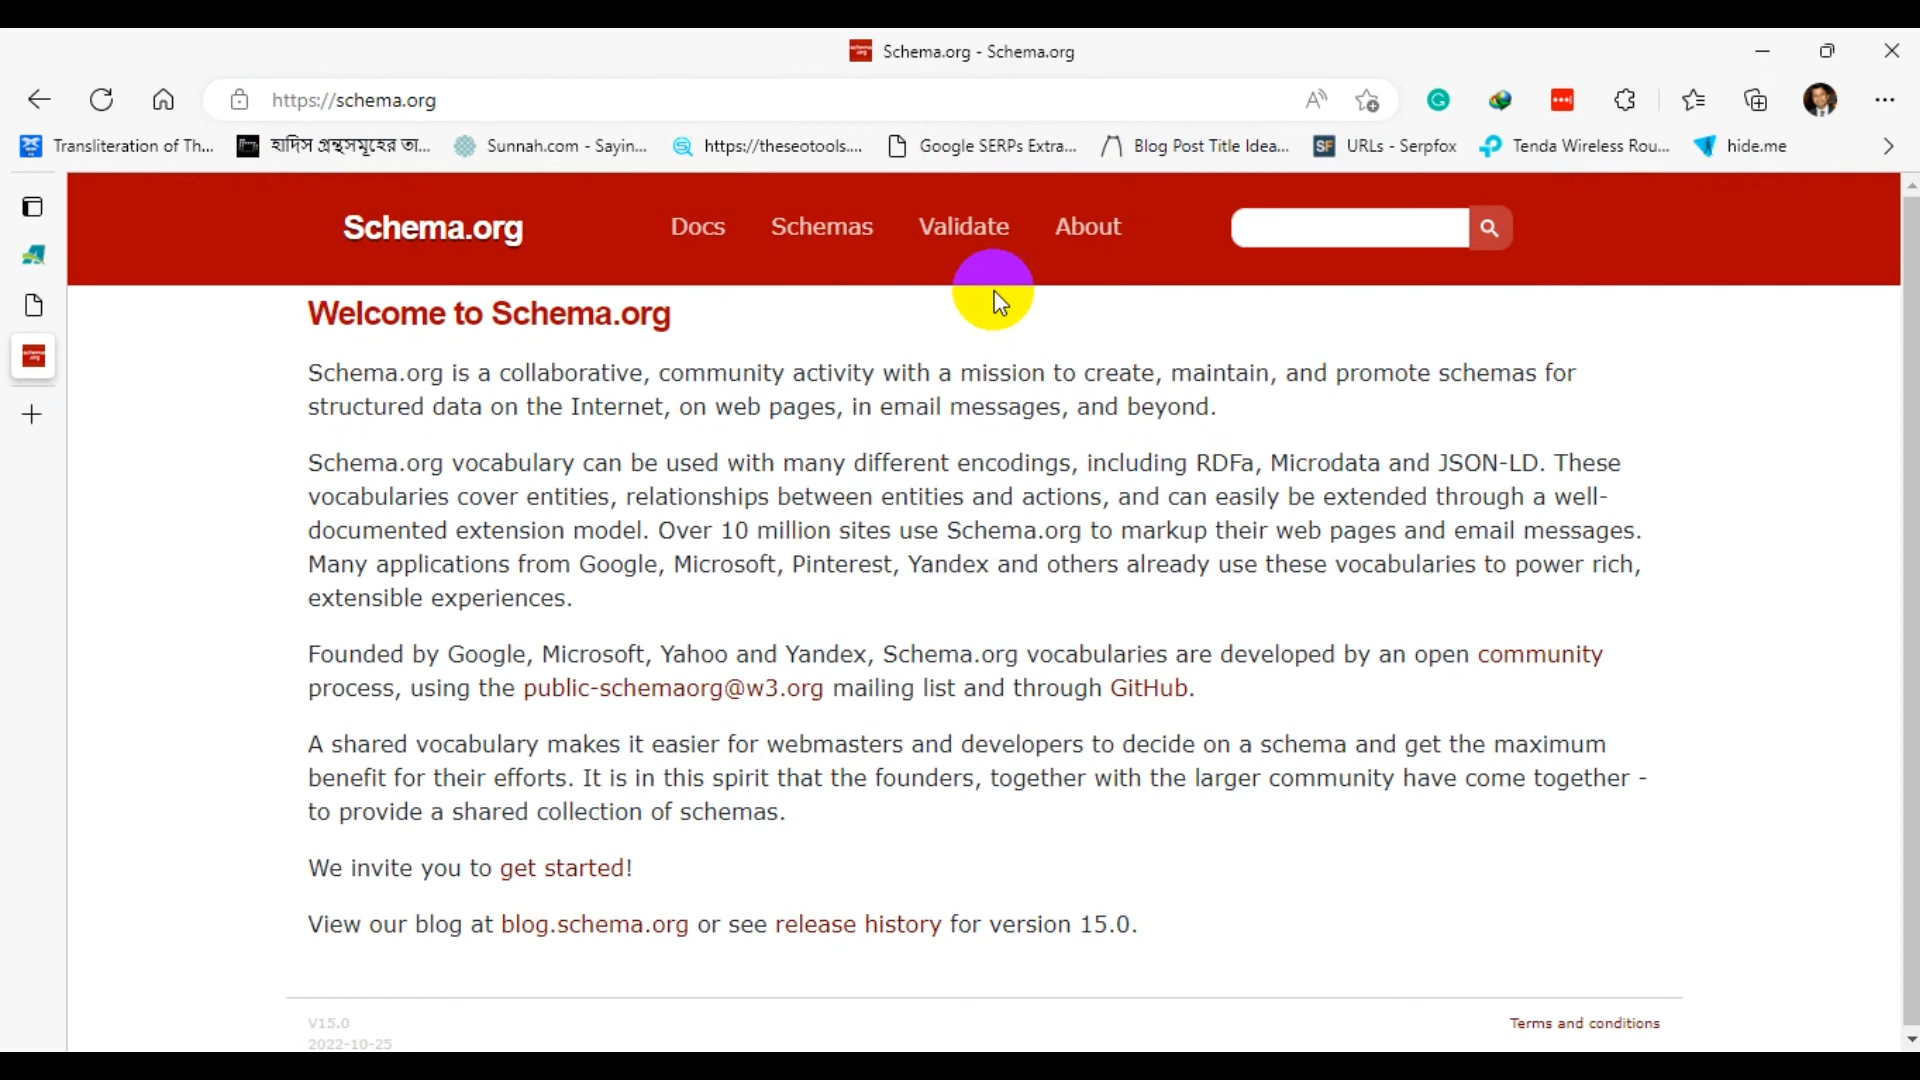 Schema.org - Schema.org
https://schema.org
Transliteration of Th... হাদিস গ্রন্থসমূহের তা... Sunnah.com - Sayin... https://theseotools.... Google SERPs Extra... Blog Post Title Idea... SF URLs - Serpfox Tenda Wireless Rou... hide.me
Schema.org Docs Schemas Validate About
Welcome to Schema.org
Schema.org is a collaborative, community activity with a mission to create, maintain, and promote schemas for
structured data on the Internet, on web pages, in email messages, and beyond.
Schema.org vocabulary can be used with many different encodings, including RDFa, Microdata and JSON-LD. These
vocabularies cover entities, relationships between entities and actions, and can easily be extended through a well-
documented extension model. Over 10 million sites use Schema.org to markup their web pages and email messages.
Many applications from Google, Microsoft, Pinterest, Yandex and others already use these vocabularies to power rich,
extensible experiences.
Founded by Google, Microsoft, Yahoo and Yandex, Schema.org vocabularies are developed by an open community
process, using the public-schemaorg@w3.org mailing list and through GitHub.
A shared vocabulary makes it easier for webmasters and developers to decide on a schema and get the maximum
benefit for their efforts. It is in this spirit that the founders, together with the larger community have come together -
to provide a shared collection of schemas.
We invite you to get started!
View our blog at blog.schema.org or see release history for version 15.0.
V15.0 Terms and conditions
2022-10-25